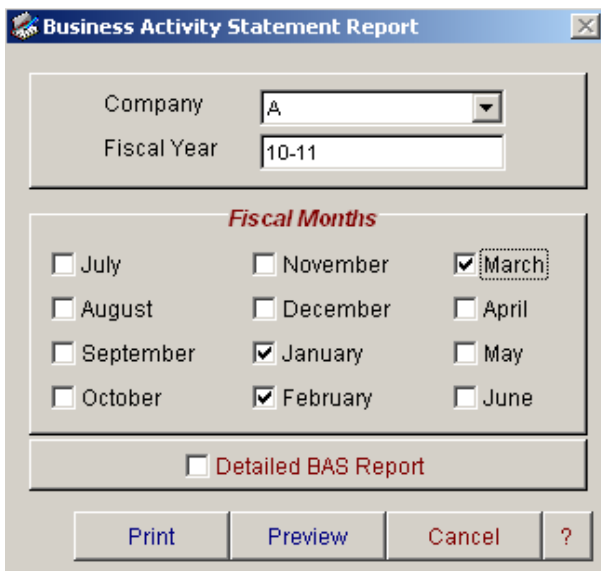 Business Activity Statement Report
Company A
Fiscal Year 10-11
Fiscal Months
July November March
August December April
September January May
October February June
Detailed BAS Report
Print Preview Cancel ?